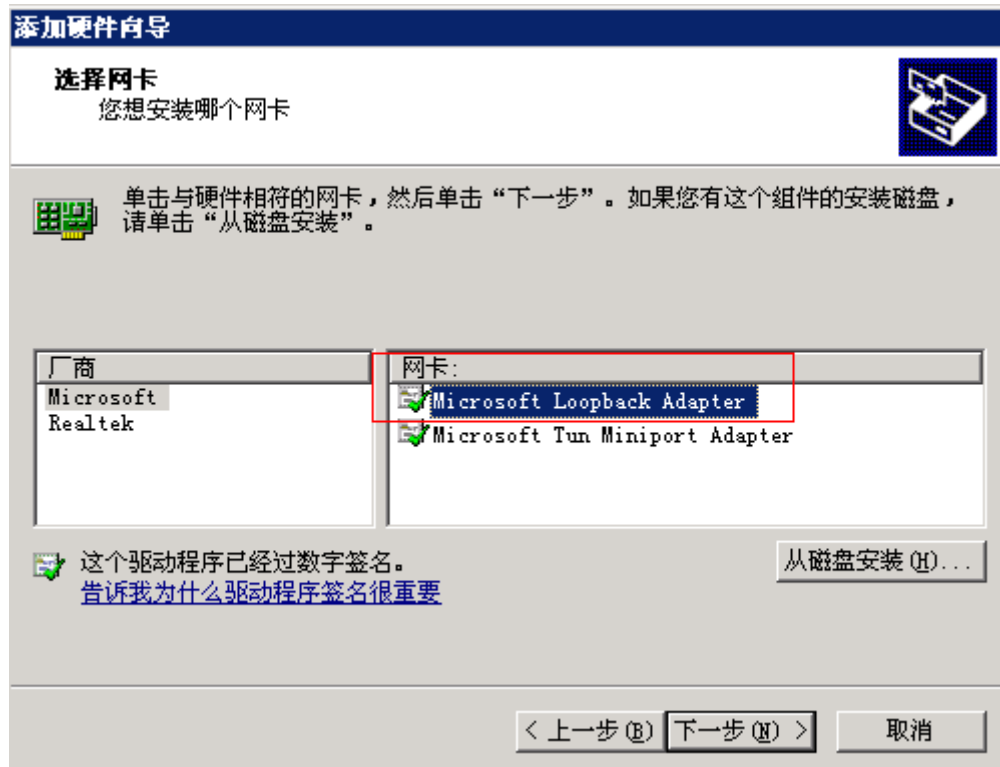 添加硬件向导
选择网卡
您想安装哪个网卡
单击与硬件相符的网卡，然后单击“下一步”。如果您有这个组件的安装磁盘，
请单击“从磁盘安装”。
厂商
Microsoft
Realtek
网卡:
Microsoft Loopback Adapter
Microsoft Tun Miniport Adapter
这个驱动程序已经过数字签名。
告诉我为什么驱动程序签名很重要
从磁盘安装(H)...
< 上一步(B)
下一步(N) >
取消